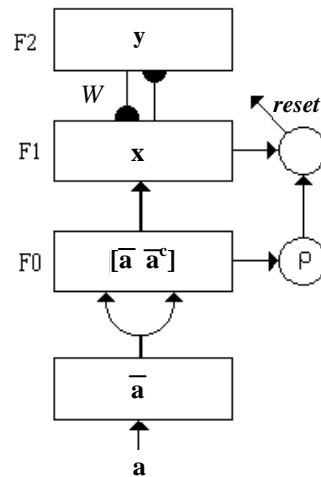 F2 y
W reset
F1 x
F0 [a̅ a̅ᶜ] ρ
a̅
a